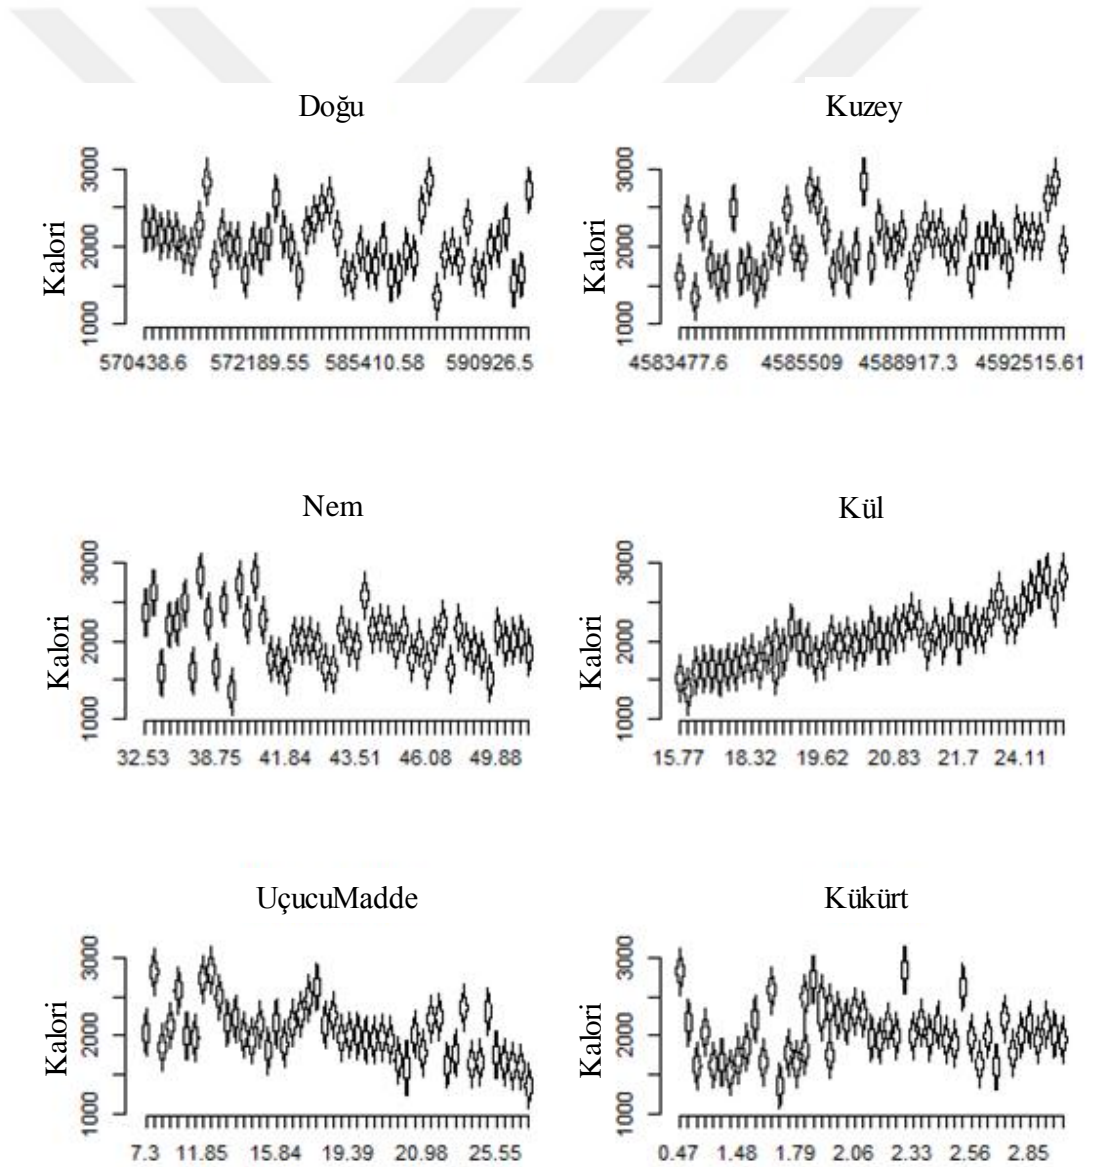 Doğu Kuzey
Kalori 1000 2000 3000
570438.6 572189.55 585410.58 590926.5
Kalori 1000 2000 3000
4583477.6 4585509 4588917.3 4592515.61
Nem Kül
Kalori 1000 2000 3000
32.53 38.75 41.84 43.51 46.08 49.88
Kalori 1000 2000 3000
15.77 18.32 19.62 20.83 21.7 24.11
UçucuMadde Kükürt
Kalori 1000 2000 3000
7.3 11.85 15.84 19.39 20.98 25.55
Kalori 1000 2000 3000
0.47 1.48 1.79 2.06 2.33 2.56 2.85